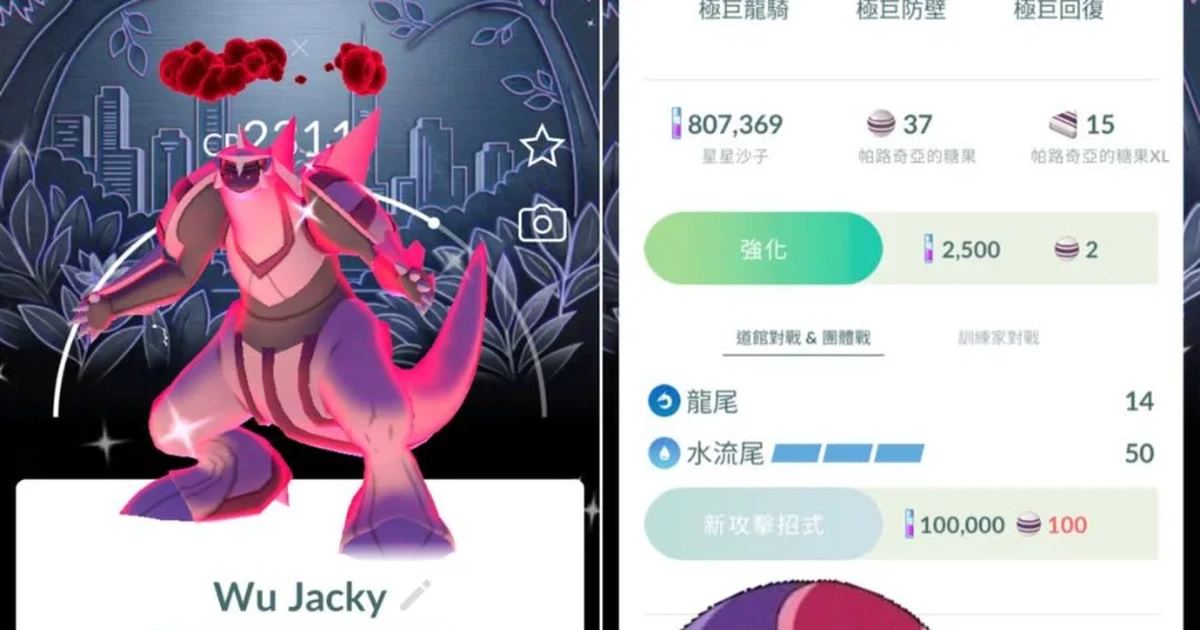 CP2311
Wu Jacky
極巨龍騎 極巨防壁 極巨回復
807,369 37 15
星星沙子 帕路奇亞的糖果 帕路奇亞的糖果XL
強化 2,500 2
道館對戰 & 團體戰 訓練家對戰
龍尾 14
水流尾 50
新攻擊招式 100,000 100